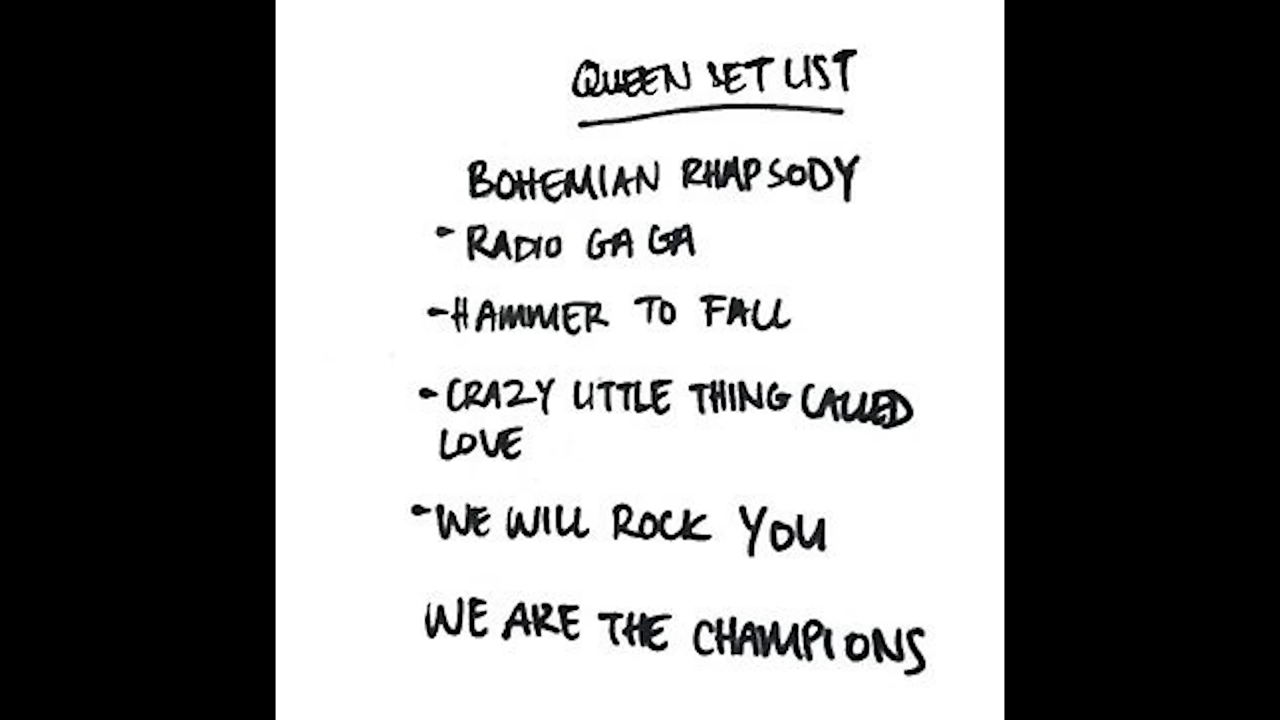 QUEEN SET LIST
BOHEMIAN RHAPSODY
- RADIO GA GA
- HAMMER TO FALL
- CRAZY LITTLE THING CALLED
LOVE
- WE WILL ROCK YOU
WE ARE THE CHAMPIONS